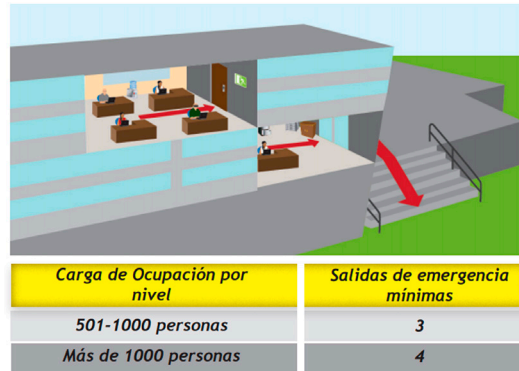 Carga de Ocupación por
nivel
Salidas de emergencia
mínimas
501-1000 personas
3
Más de 1000 personas
4